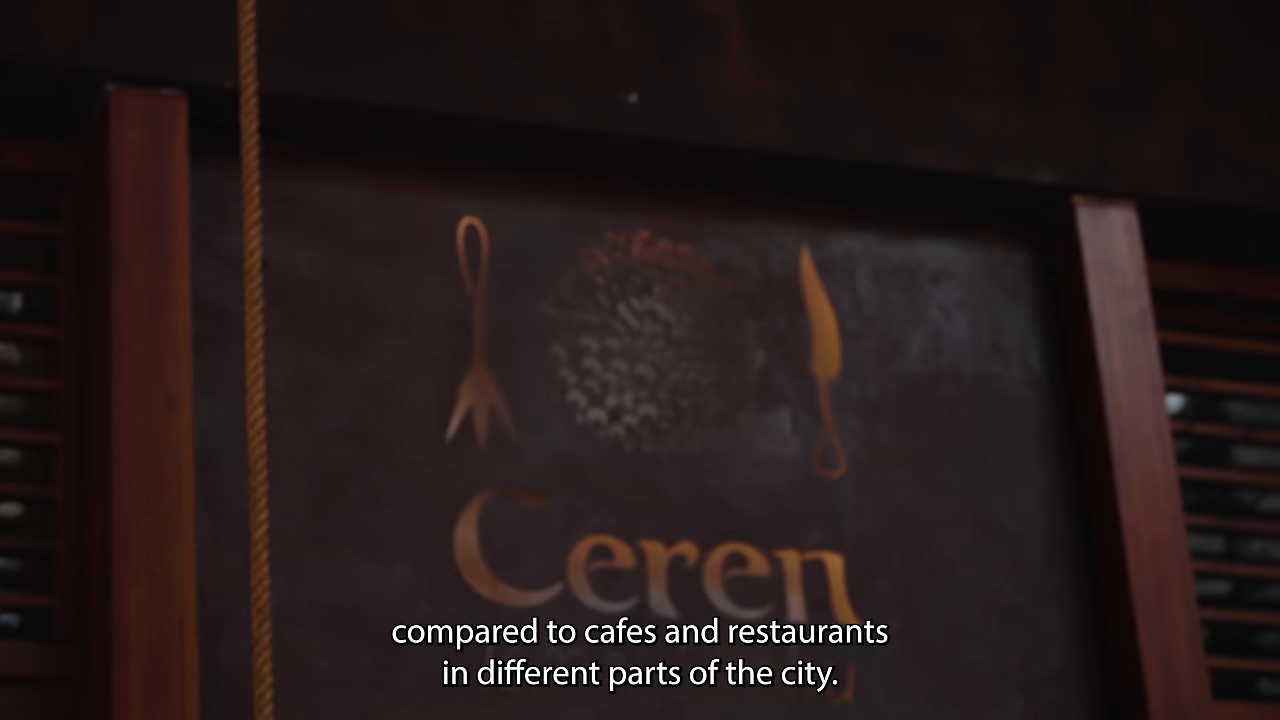 Ceren
compared to cafes and restaurants
in different parts of the city.